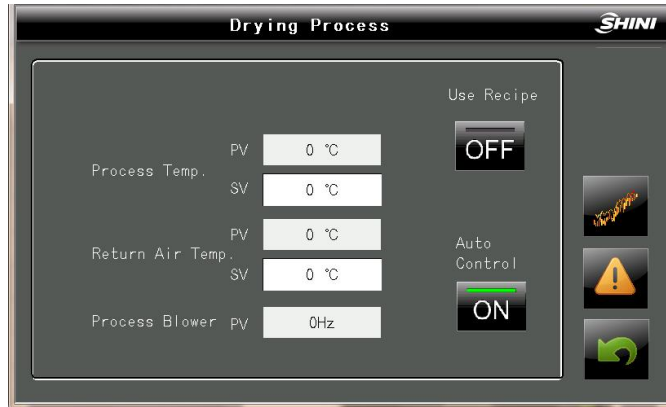 Drying Process
SHINI
Use Recipe
OFF
Process Temp.
PV 0 °C
SV 0 °C
Return Air Temp.
PV 0 °C
SV 0 °C
Auto
Control
ON
Process Blower PV 0Hz